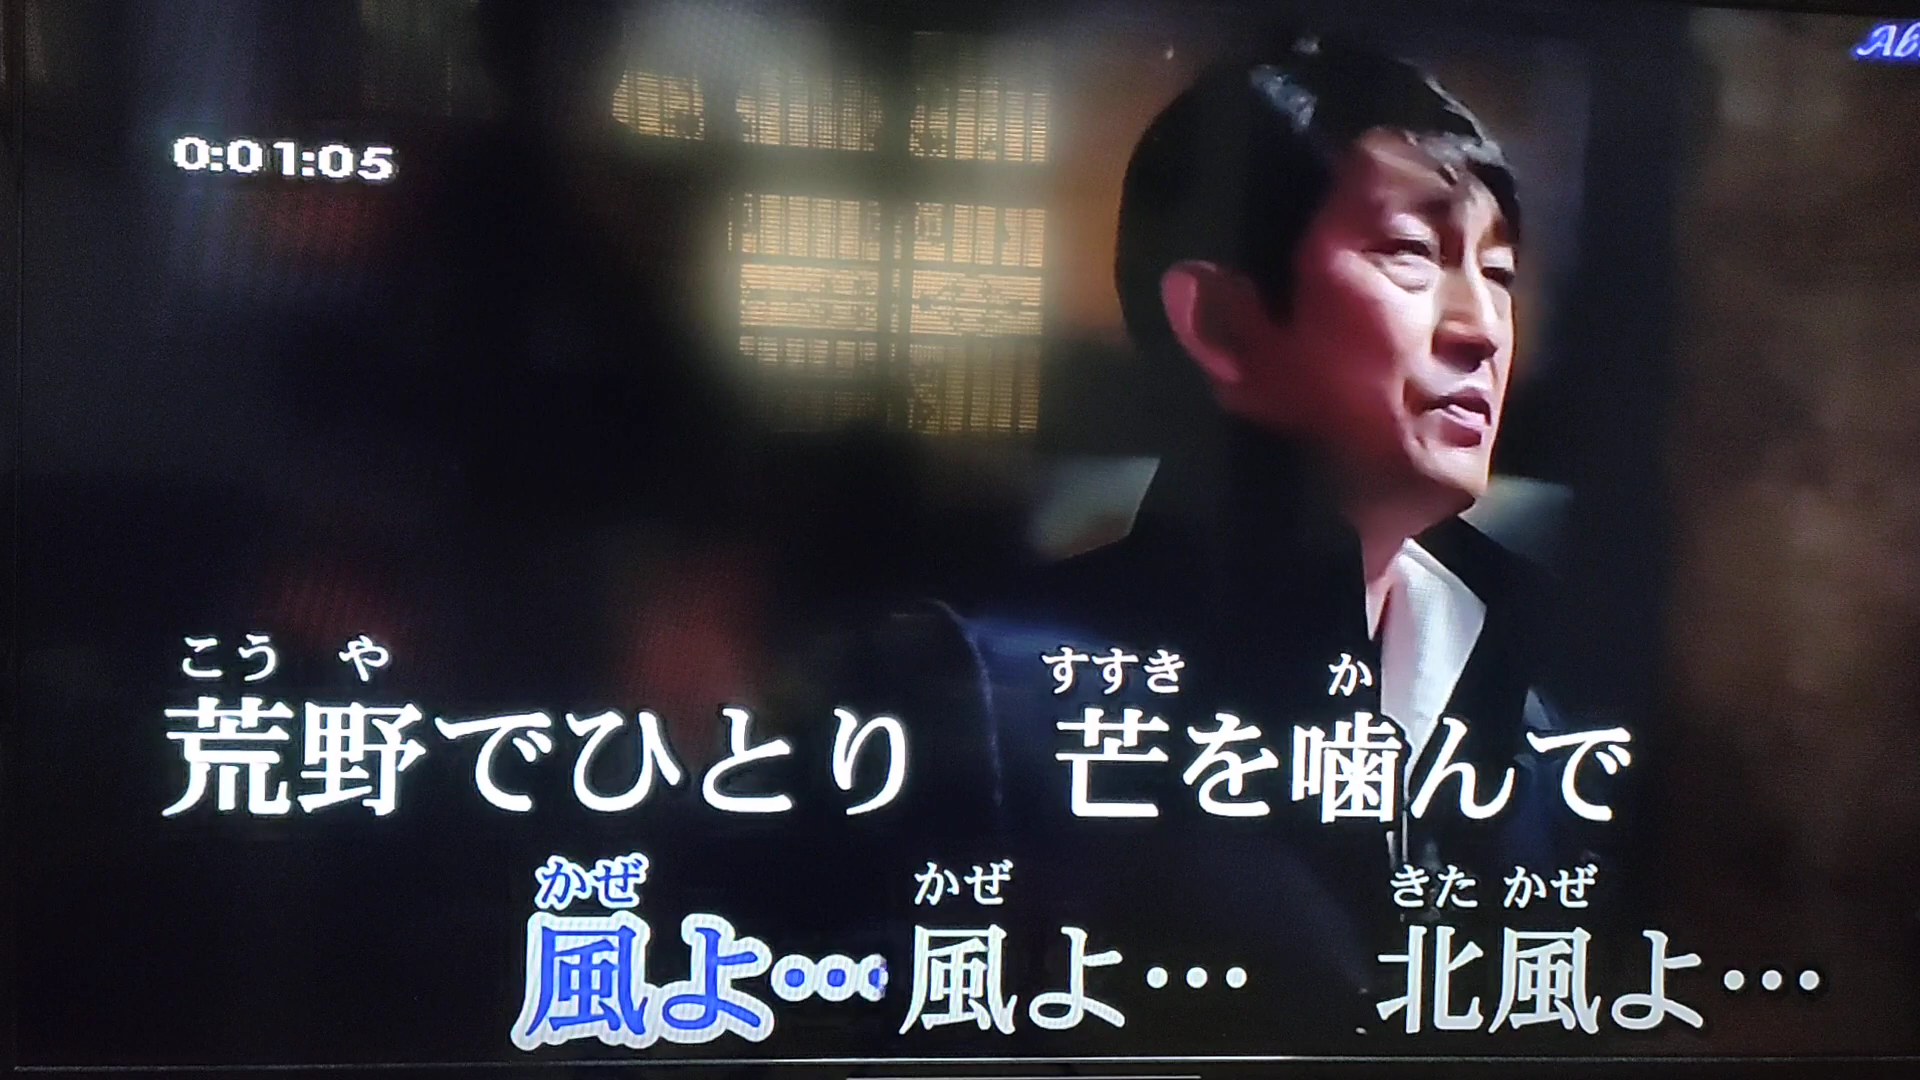 Ab
0:01:05
こう や すすき か
荒野でひとり 芒を噛んで
かぜ かぜ きた かぜ
風よ… 風よ… 北風よ…